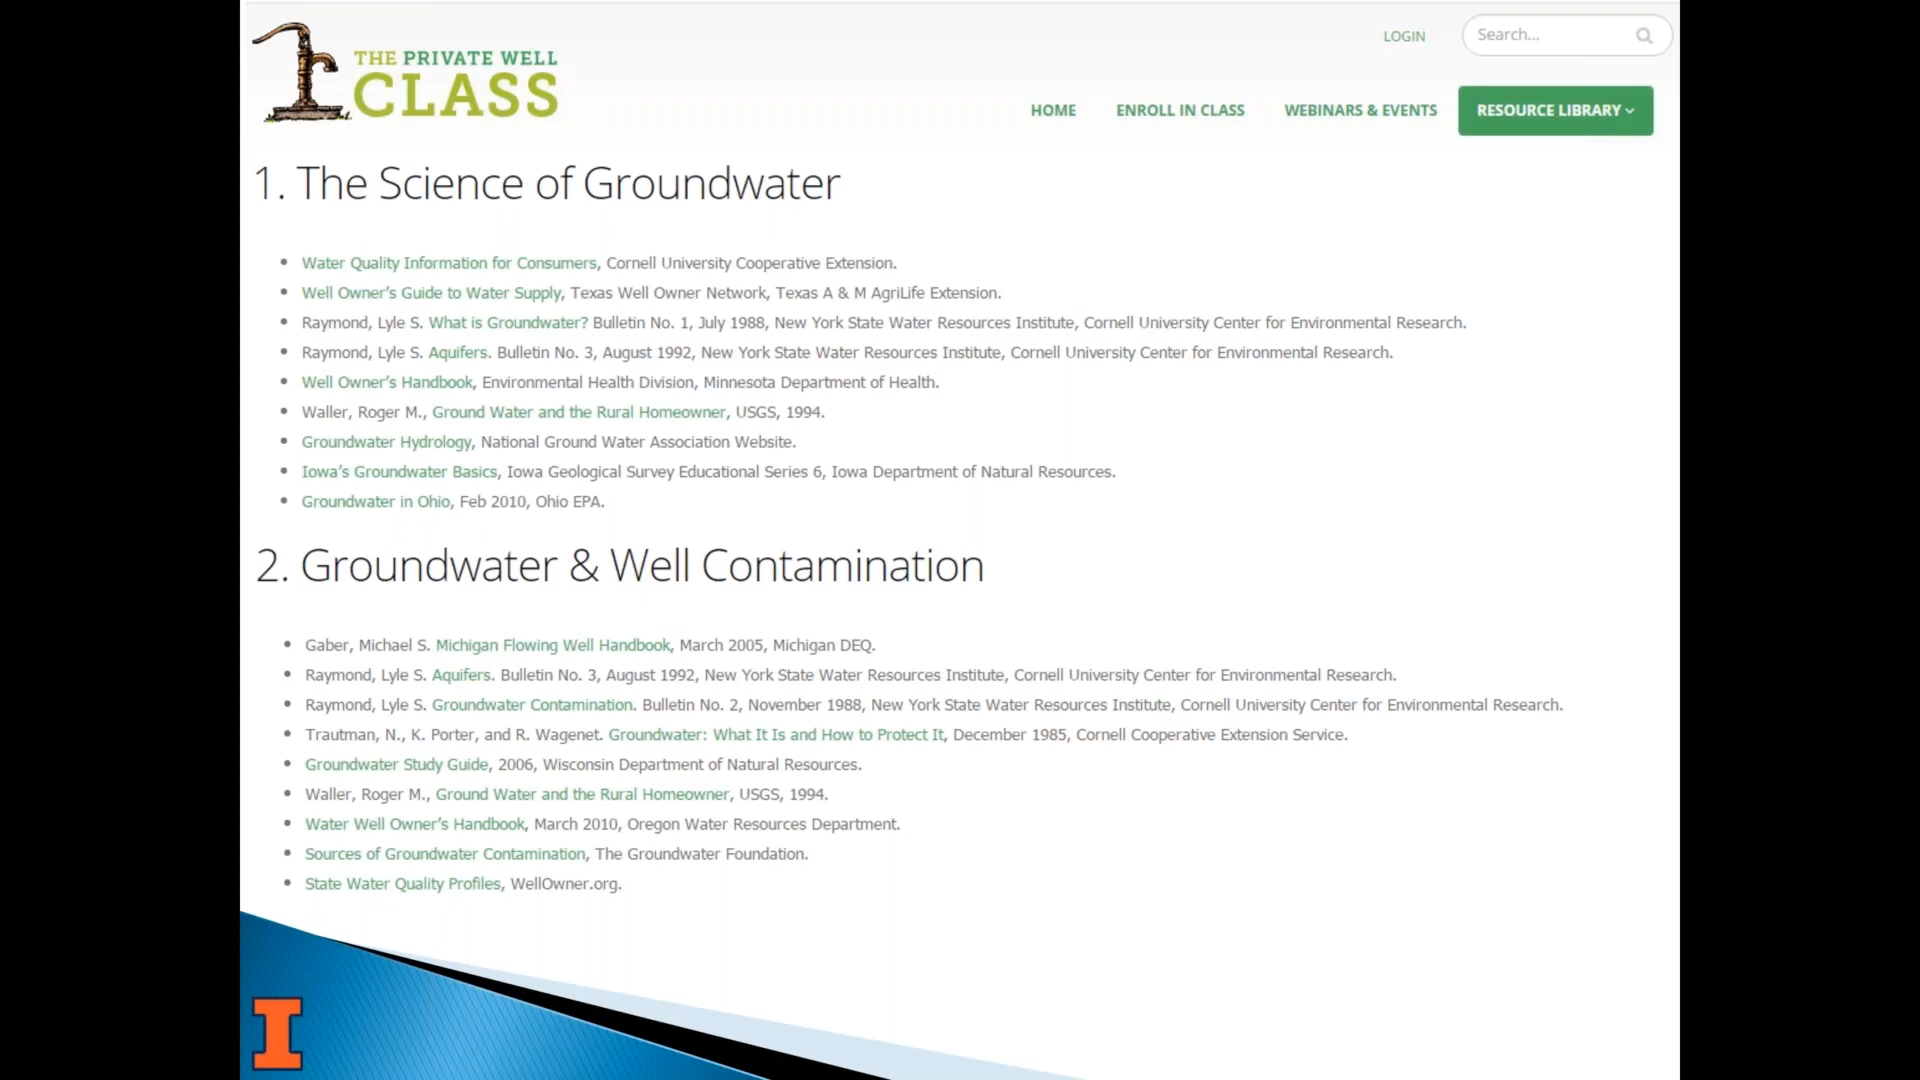 THE PRIVATE WELL
CLASS
LOGIN
Search...
HOME ENROLL IN CLASS WEBINARS & EVENTS RESOURCE LIBRARY
1. The Science of Groundwater
Water Quality Information for Consumers, Cornell University Cooperative Extension.
Well Owner's Guide to Water Supply, Texas Well Owner Network, Texas A & M AgriLife Extension.
Raymond, Lyle S. What is Groundwater? Bulletin No. 1, July 1988, New York State Water Resources Institute, Cornell University Center for Environmental Research.
Raymond, Lyle S. Aquifers. Bulletin No. 3, August 1992, New York State Water Resources Institute, Cornell University Center for Environmental Research.
Well Owner's Handbook, Environmental Health Division, Minnesota Department of Health.
Waller, Roger M., Ground Water and the Rural Homeowner, USGS, 1994.
Groundwater Hydrology, National Ground Water Association Website.
Iowa's Groundwater Basics, Iowa Geological Survey Educational Series 6, Iowa Department of Natural Resources.
Groundwater in Ohio, Feb 2010, Ohio EPA.
2. Groundwater & Well Contamination
Gaber, Michael S. Michigan Flowing Well Handbook, March 2005, Michigan DEQ.
Raymond, Lyle S. Aquifers. Bulletin No. 3, August 1992, New York State Water Resources Institute, Cornell University Center for Environmental Research.
Raymond, Lyle S. Groundwater Contamination. Bulletin No. 2, November 1988, New York State Water Resources Institute, Cornell University Center for Environmental Research.
Trautman, N., K. Porter, and R. Wagenet. Groundwater: What It Is and How to Protect It, December 1985, Cornell Cooperative Extension Service.
Groundwater Study Guide, 2006, Wisconsin Department of Natural Resources.
Waller, Roger M., Ground Water and the Rural Homeowner, USGS, 1994.
Water Well Owner's Handbook, March 2010, Oregon Water Resources Department.
Sources of Groundwater Contamination, The Groundwater Foundation.
State Water Quality Profiles, WellOwner.org.
I